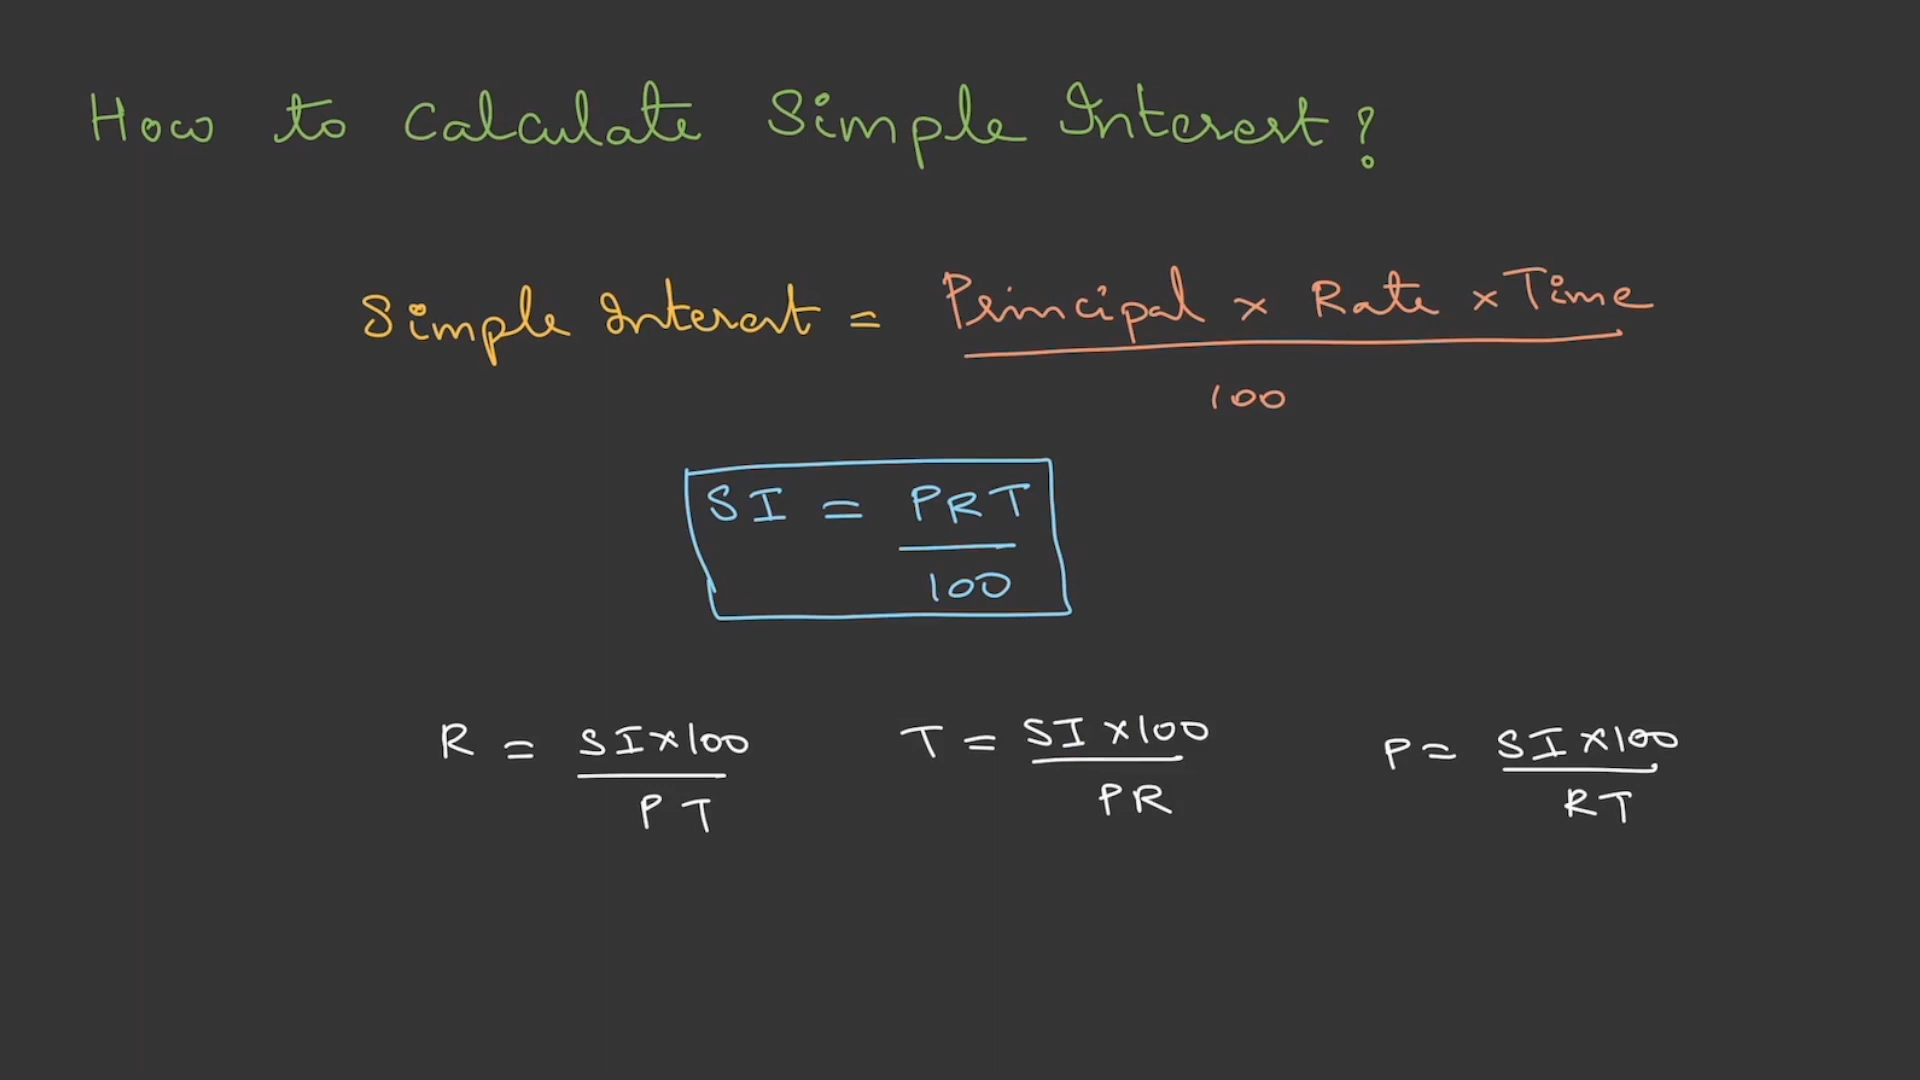 How to Calculate Simple Interest?
Simple Interest = Principal × Rate × Time
100
SI = PRT
100
R = SI×100
PT
T = SI×100
PR
P = SI×100
RT